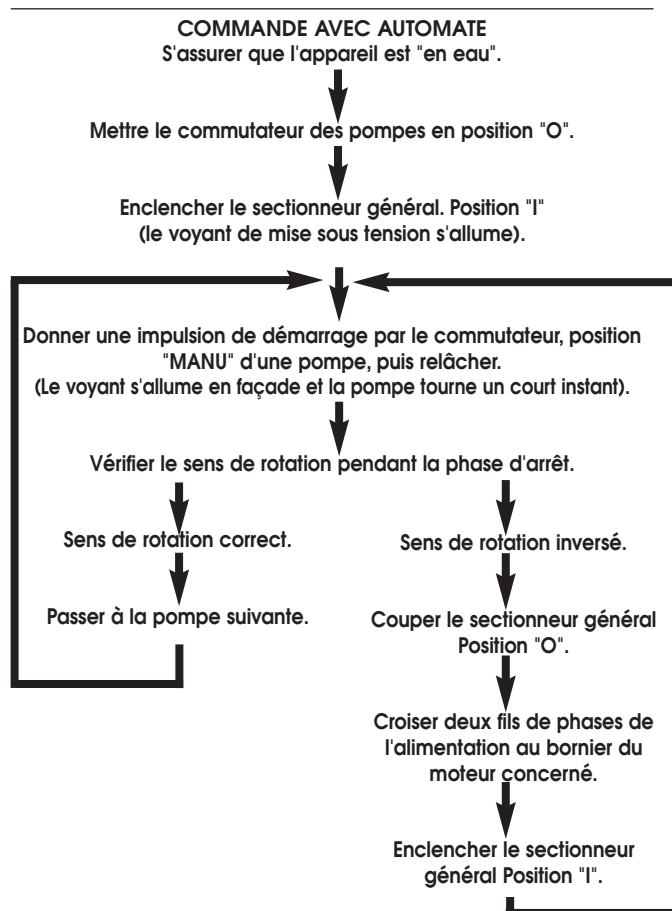 COMMANDE AVEC AUTOMATE
S'assurer que l'appareil est "en eau".
Mettre le commutateur des pompes en position "O".
Enclencher le sectionneur général. Position "I"
(le voyant de mise sous tension s'allume).
Donner une impulsion de démarrage par le commutateur, position
"MANU" d'une pompe, puis relâcher.
(Le voyant s'allume en façade et la pompe tourne un court instant).
Vérifier le sens de rotation pendant la phase d'arrêt.
Sens de rotation correct.
Passer à la pompe suivante.
Sens de rotation inversé.
Couper le sectionneur général
Position "O".
Croiser deux fils de phases de
l'alimentation au bornier du
moteur concerné.
Enclencher le sectionneur
général Position "I".